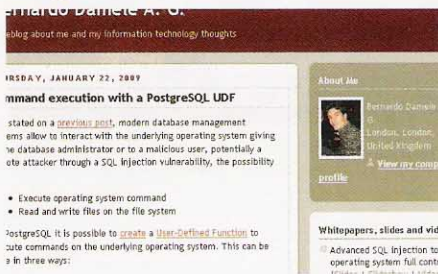 ernardo Damele A. G.
eblog about me and my information technology thoughts
URSDAY, JANUARY 22, 2009
mmand execution with a PostgreSQL UDF
stated on a previous post, modern database management
ems allow to interact with the underlying operating system giving
he database administrator or to a malicious user, potentially a
ote attacker through a SQL injection vulnerability, the possibility
• Execute operating system command
• Read and write files on the file system
PostgreSQL it is possible to create a User-Defined Function to
cute commands on the underlying operating system. This can be
e in three ways:
About Me
Bernardo Damele
G.
London, London,
United Kingdom
View my comp
profile
Whitepapers, slides and vid
Advanced SQL injection to
operating system full contr